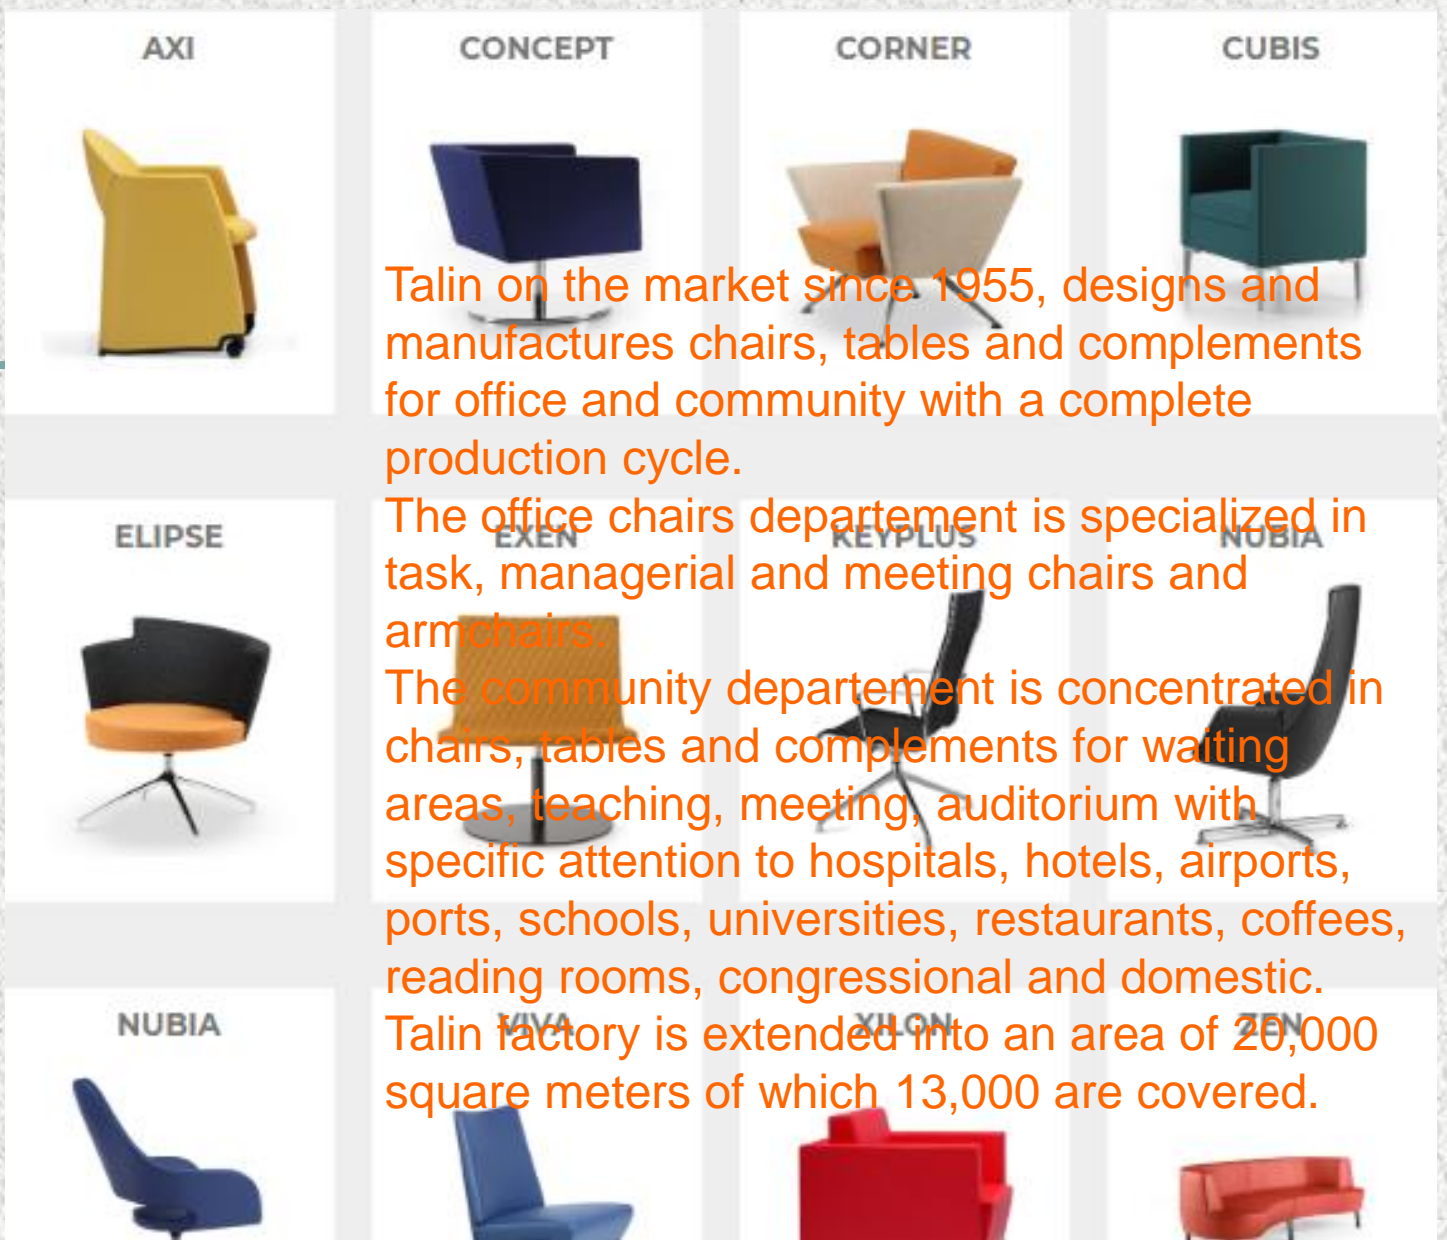 AXI CONCEPT CORNER CUBIS
Talin on the market since 1955, designs and
manufactures chairs, tables and complements
for office and community with a complete
production cycle.
The office chairs departement is specialized in
ELIPSE EXEN KEYPLUS NUBIA
task, managerial and meeting chairs and
armchairs.
The community departement is concentrated in
chairs, tables and complements for waiting
areas, teaching, meeting, auditorium with
specific attention to hospitals, hotels, airports,
ports, schools, universities, restaurants, coffees,
reading rooms, congressional and domestic.
NUBIA VIVA XILON ZEN
Talin factory is extended into an area of 20,000
square meters of which 13,000 are covered.